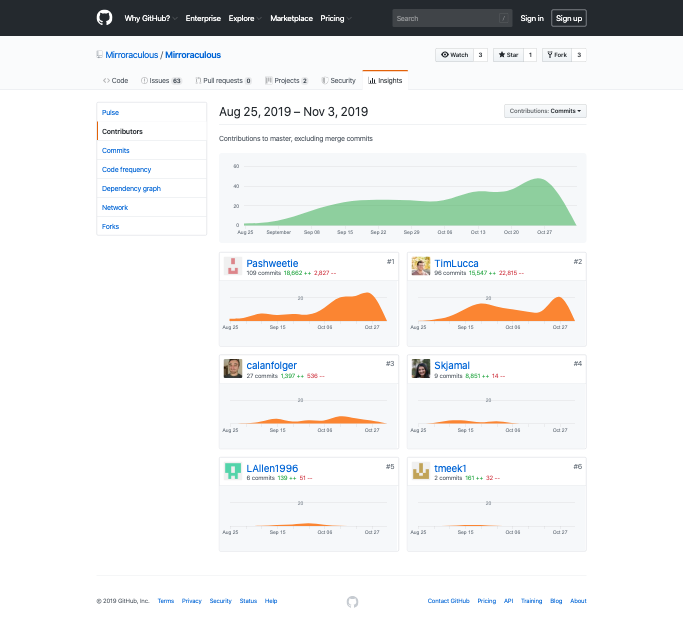 Why GitHub? Enterprise Explore Marketplace Pricing Search / Sign in Sign up
Mirroraculous / Mirroraculous Watch 3 Star 1 Fork 3
Code Issues 63 Pull requests 0 Projects 2 Security Insights
Pulse
Contributors
Commits
Code frequency
Dependency graph
Network
Forks
Aug 25, 2019 – Nov 3, 2019 Contributions: Commits
Contributions to master, excluding merge commits
60
40
20
0
Aug 25 September Sep 08 Sep 15 Sep 22 Sep 29 Oct 06 Oct 13 Oct 20 Oct 27
Pashweetie #1
109 commits 18,662 ++ 2,827 --
20
Aug 25 Sep 15 Oct 06 Oct 27
TimLucca #2
96 commits 15,547 ++ 22,815 --
20
Aug 25 Sep 15 Oct 06 Oct 27
calanfolger #3
27 commits 1,397 ++ 536 --
20
Aug 25 Sep 15 Oct 06 Oct 27
Skjamal #4
9 commits 8,851 ++ 14 --
20
Aug 25 Sep 15 Oct 06 Oct 27
LAllen1996 #5
6 commits 139 ++ 51 --
20
Aug 25 Sep 15 Oct 06 Oct 27
tmeek1 #6
2 commits 161 ++ 32 --
20
Aug 25 Sep 15 Oct 06 Oct 27
© 2019 GitHub, Inc. Terms Privacy Security Status Help Contact GitHub Pricing API Training Blog About